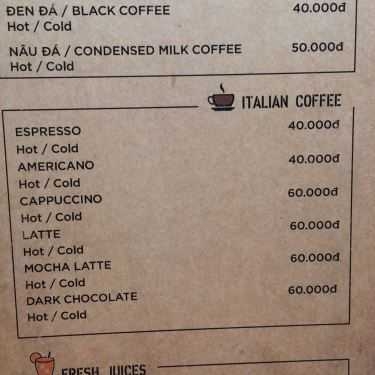 ĐEN ĐÁ / BLACK COFFEE 40.000đ
Hot / Cold
NÂU ĐÁ / CONDENSED MILK COFFEE 50.000đ
Hot / Cold
ITALIAN COFFEE
ESPRESSO 40.000đ
Hot / Cold
AMERICANO 40.000đ
Hot / Cold
CAPPUCCINO 60.000đ
Hot / Cold
LATTE 60.000đ
Hot / Cold
MOCHA LATTE 60.000đ
Hot / Cold
DARK CHOCOLATE 60.000đ
Hot / Cold
FRESH JUICES